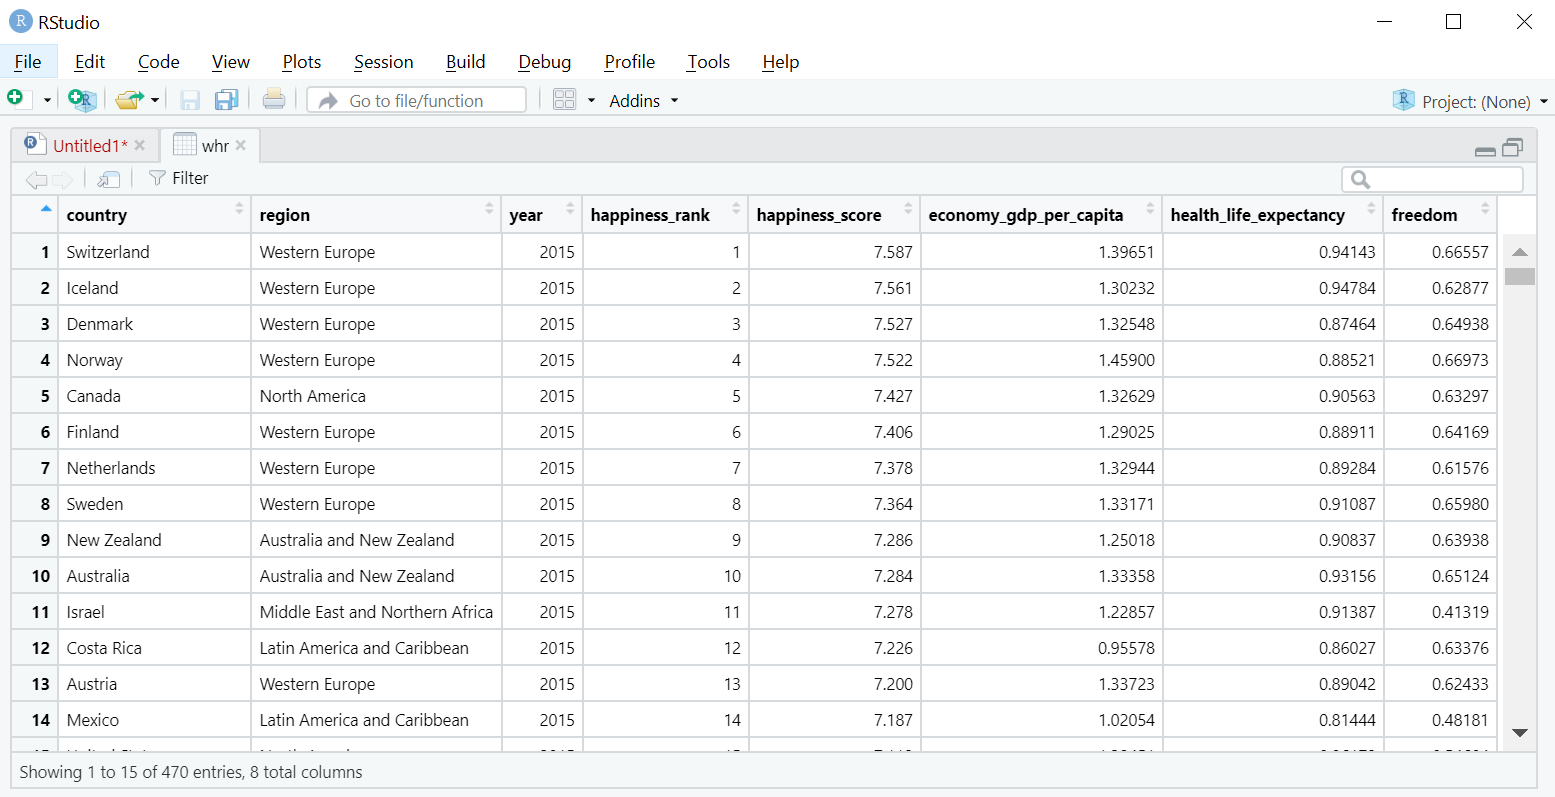 RStudio
File Edit Code View Plots Session Build Debug Profile Tools Help
Go to file/function Addins Project: (None)
Untitled1* whr
Filter
country region year happiness_rank happiness_score economy_gdp_per_capita health_life_expectancy freedom
1 Switzerland Western Europe 2015 1 7.587 1.39651 0.94143 0.66557
2 Iceland Western Europe 2015 2 7.561 1.30232 0.94784 0.62877
3 Denmark Western Europe 2015 3 7.527 1.32548 0.87464 0.64938
4 Norway Western Europe 2015 4 7.522 1.45900 0.88521 0.66973
5 Canada North America 2015 5 7.427 1.32629 0.90563 0.63297
6 Finland Western Europe 2015 6 7.406 1.29025 0.88911 0.64169
7 Netherlands Western Europe 2015 7 7.378 1.32944 0.89284 0.61576
8 Sweden Western Europe 2015 8 7.364 1.33171 0.91087 0.65980
9 New Zealand Australia and New Zealand 2015 9 7.286 1.25018 0.90837 0.63938
10 Australia Australia and New Zealand 2015 10 7.284 1.33358 0.93156 0.65124
11 Israel Middle East and Northern Africa 2015 11 7.278 1.22857 0.91387 0.41319
12 Costa Rica Latin America and Caribbean 2015 12 7.226 0.95578 0.86027 0.63376
13 Austria Western Europe 2015 13 7.200 1.33723 0.89042 0.62433
14 Mexico Latin America and Caribbean 2015 14 7.187 1.02054 0.81444 0.48181
Showing 1 to 15 of 470 entries, 8 total columns